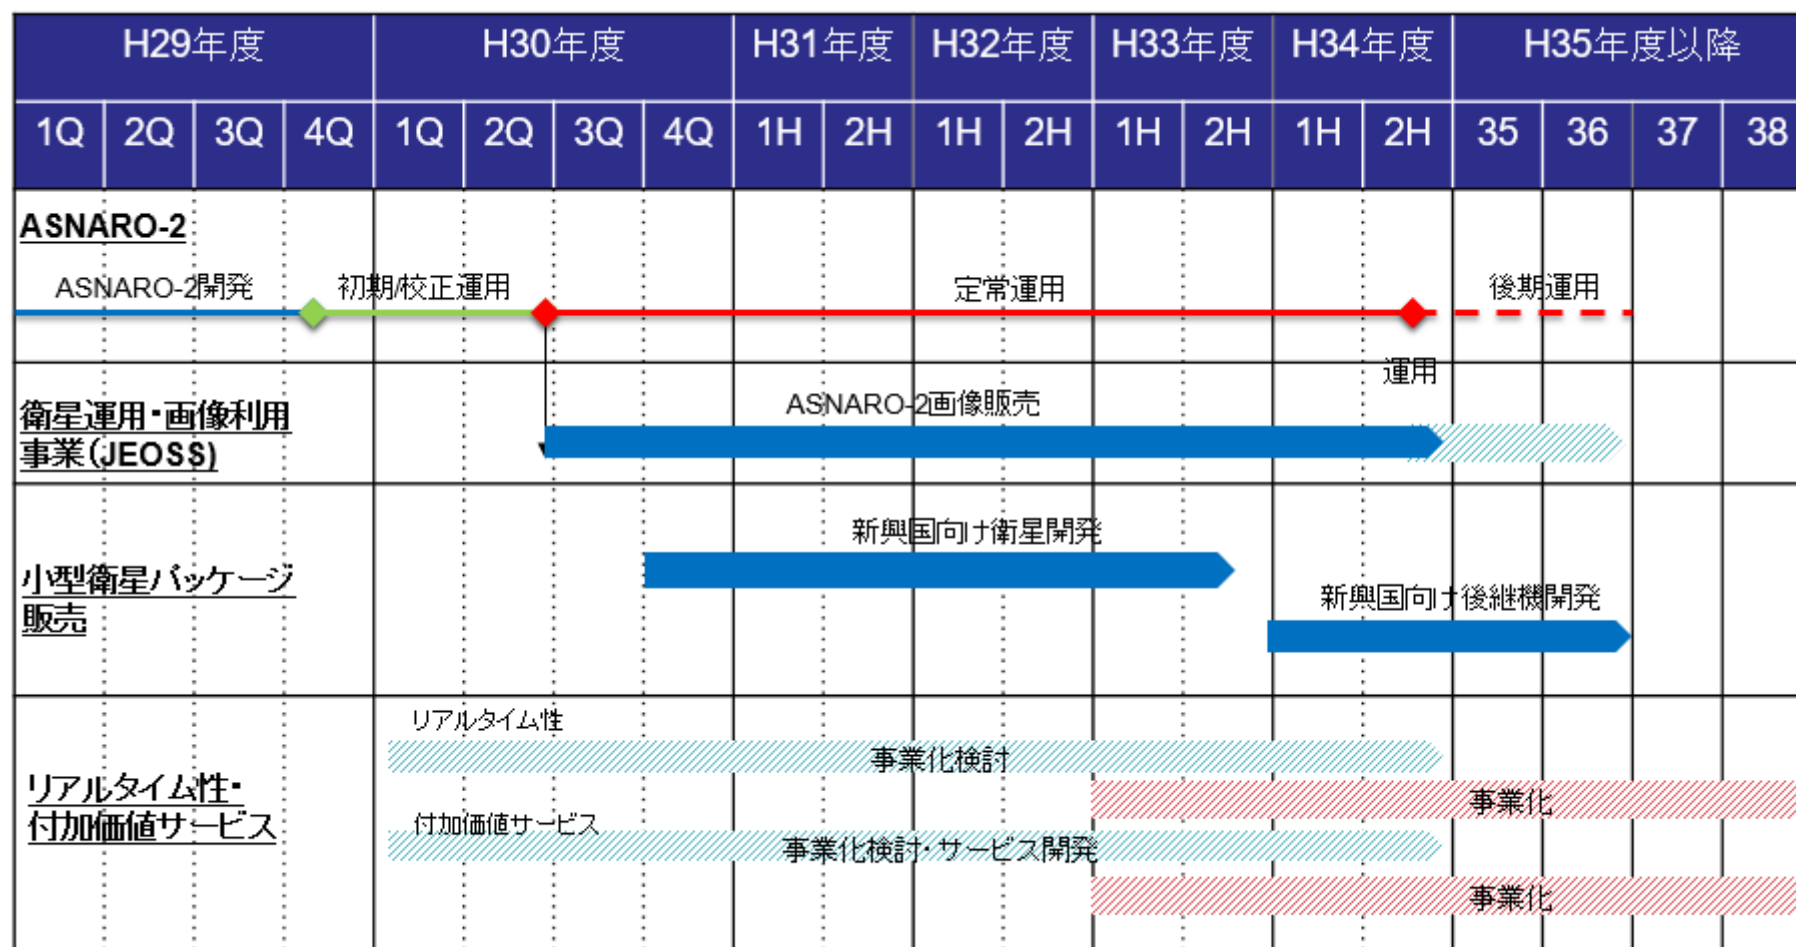 H29年度 H30年度 H31年度 H32年度 H33年度 H34年度 H35年度以降
1Q 2Q 3Q 4Q 1Q 2Q 3Q 4Q 1H 2H 1H 2H 1H 2H 1H 2H 35 36 37 38
ASNARO-2
ASNARO-2開発 初期/校正運用 定常運用 後期運用
運用
衛星運用・画像利用
事業(JEOSS)
ASNARO-2画像販売
新興国向け衛星開発
小型衛星パッケージ
販売
新興国向け後継機開発
リアルタイム性
事業化検討
リアルタイム性・
付加価値サービス
事業化
付加価値サービス
事業化検討・サービス開発
事業化